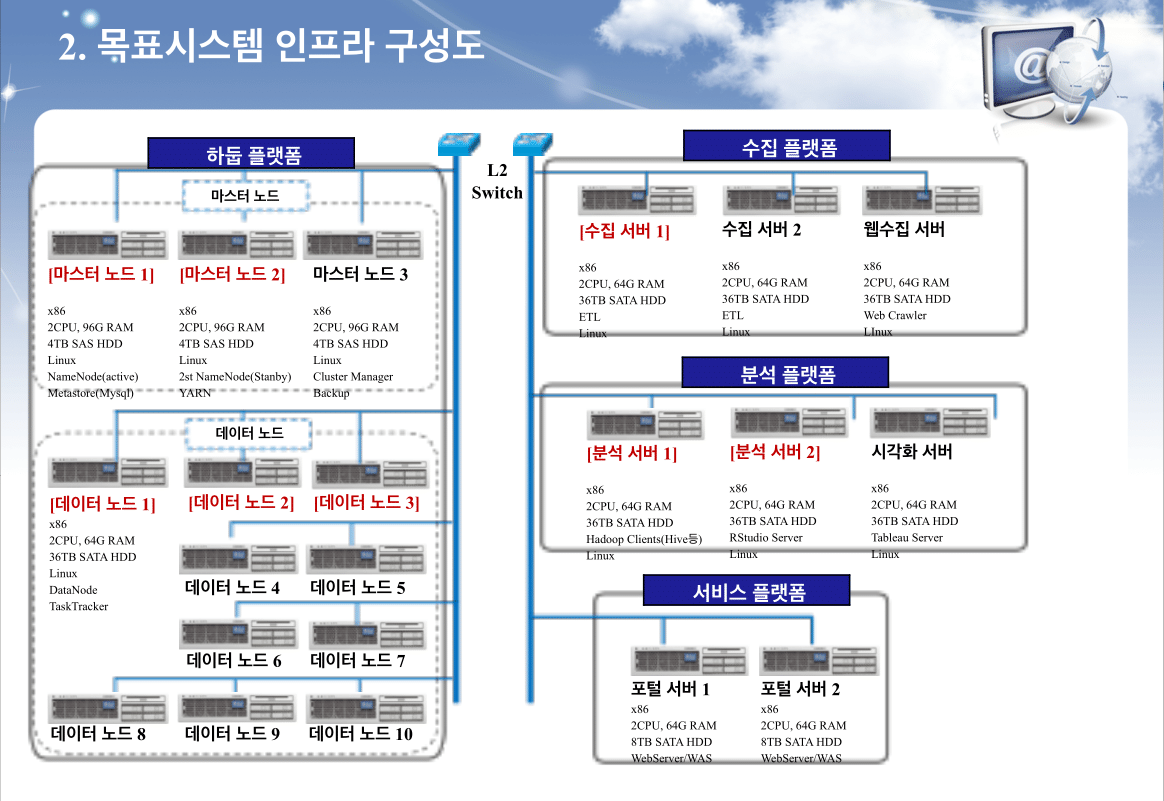 2. 목표시스템 인프라 구성도
하둡 플랫폼
마스터 노드
[마스터 노드 1]
x86
2CPU, 96G RAM
4TB SAS HDD
Linux
NameNode(active)
Metastore(Mysql)
[마스터 노드 2]
x86
2CPU, 96G RAM
4TB SAS HDD
Linux
2st NameNode(Stanby)
YARN
마스터 노드 3
x86
2CPU, 96G RAM
4TB SAS HDD
Linux
Cluster Manager
Backup
데이터 노드
[데이터 노드 1]
x86
2CPU, 64G RAM
36TB SATA HDD
Linux
DataNode
TaskTracker
[데이터 노드 2]
[데이터 노드 3]
데이터 노드 4
데이터 노드 5
데이터 노드 6
데이터 노드 7
데이터 노드 8
데이터 노드 9
데이터 노드 10
L2
Switch
수집 플랫폼
[수집 서버 1]
x86
2CPU, 64G RAM
36TB SATA HDD
ETL
Linux
수집 서버 2
x86
2CPU, 64G RAM
36TB SATA HDD
ETL
Linux
웹수집 서버
x86
2CPU, 64G RAM
36TB SATA HDD
Web Crawler
LInux
분석 플랫폼
[분석 서버 1]
x86
2CPU, 64G RAM
36TB SATA HDD
Hadoop Clients(Hive등)
Linux
[분석 서버 2]
x86
2CPU, 64G RAM
36TB SATA HDD
RStudio Server
Linux
시각화 서버
x86
2CPU, 64G RAM
36TB SATA HDD
Tableau Server
Linux
서비스 플랫폼
포털 서버 1
x86
2CPU, 64G RAM
8TB SATA HDD
WebServer/WAS
포털 서버 2
x86
2CPU, 64G RAM
8TB SATA HDD
WebServer/WAS